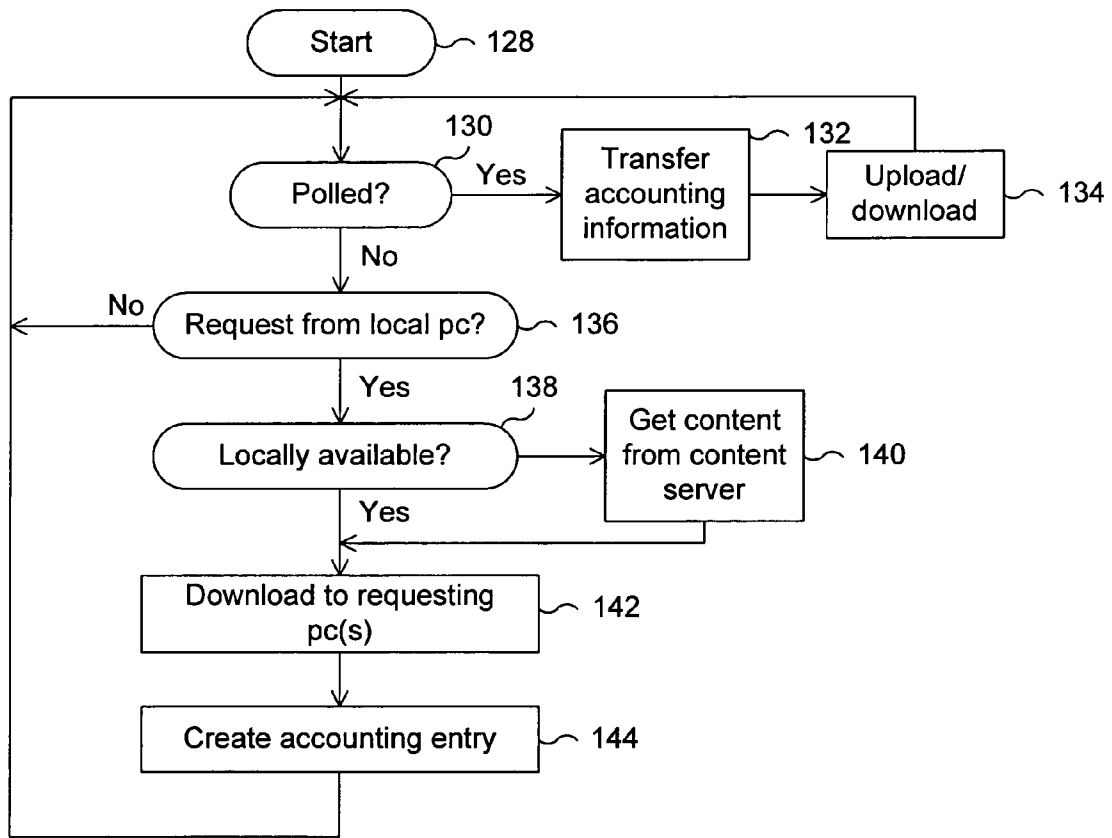 Start
128
130
Polled?
Yes
132
Transfer
accounting
information
Upload/
download
134
No
No
Request from local pc?
136
Yes
138
Locally available?
Get content
from content
server
140
Yes
Download to requesting
pc(s)
142
Create accounting entry
144